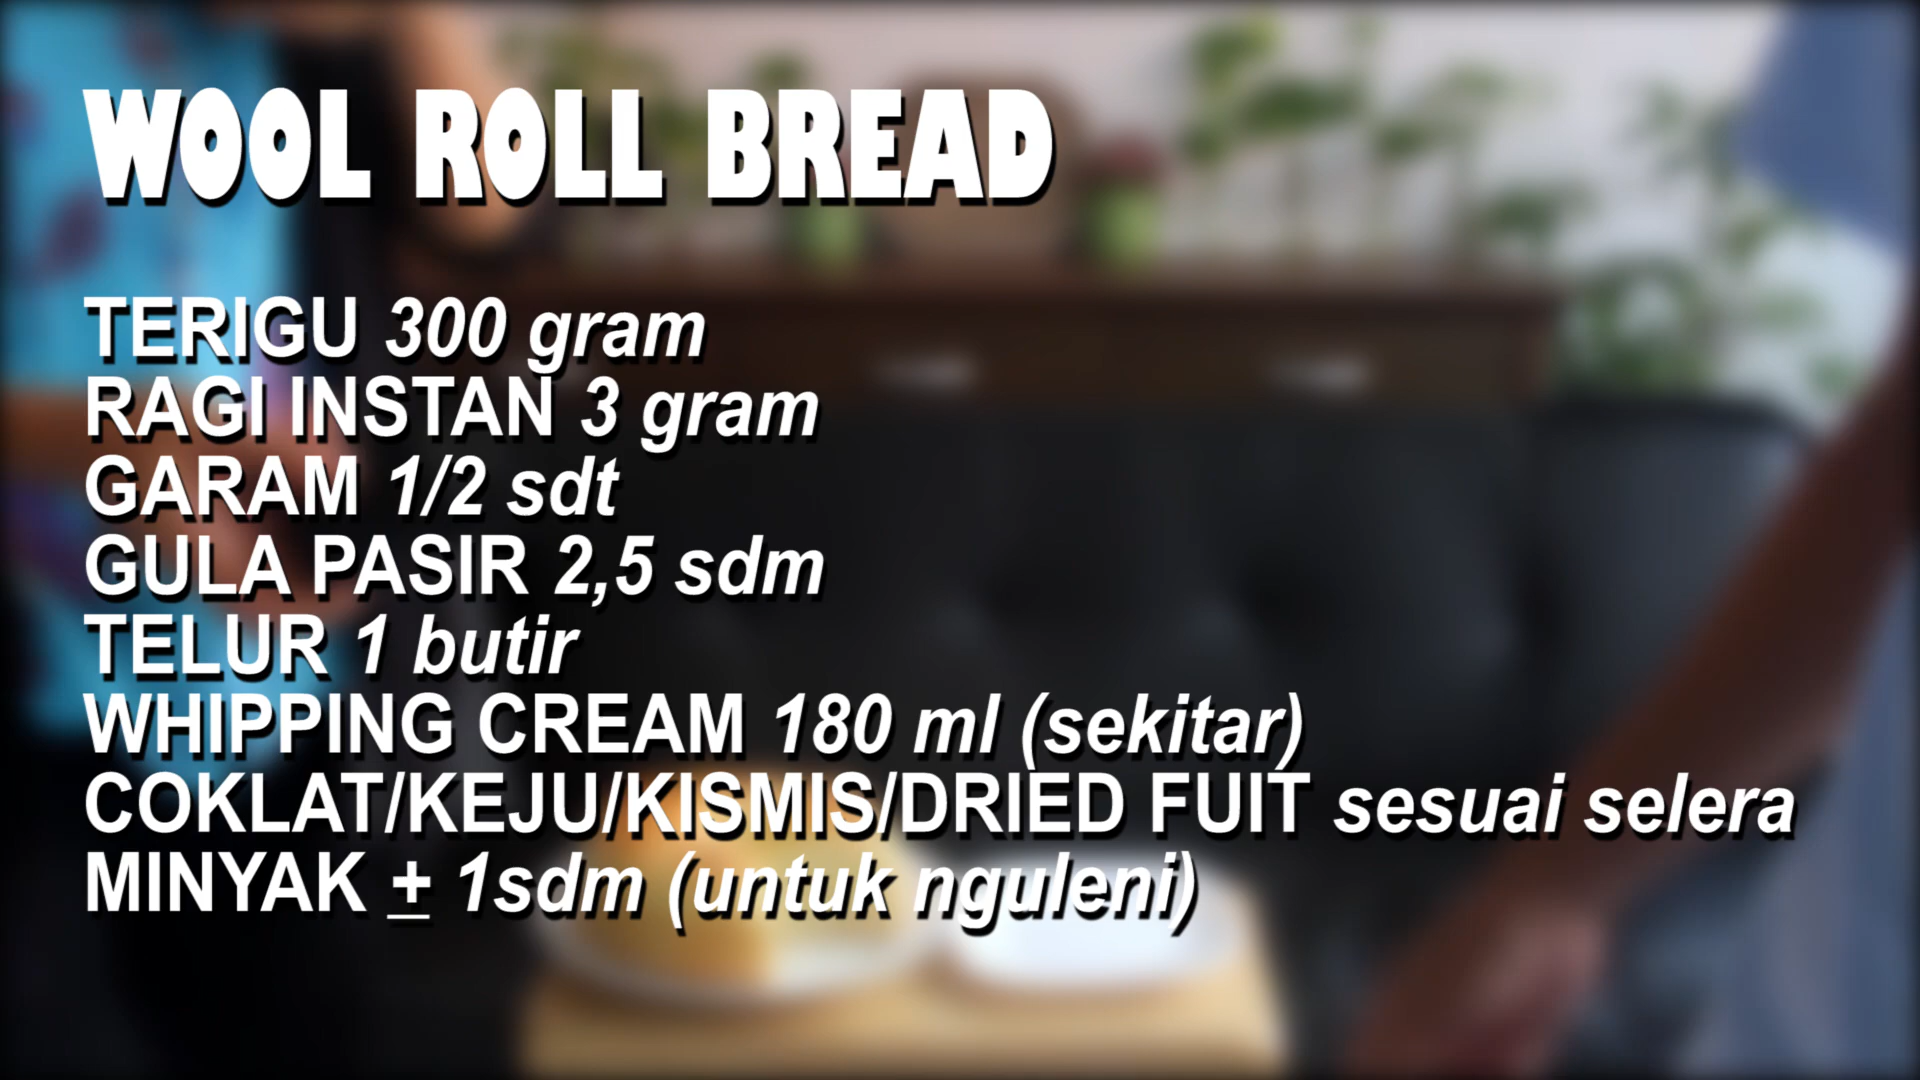 WOOL ROLL BREAD
TERIGU 300 gram
RAGI INSTAN 3 gram
GARAM 1/2 sdt
GULA PASIR 2,5 sdm
TELUR 1 butir
WHIPPING CREAM 180 ml (sekitar)
COKLAT/KEJU/KISMIS/DRIED FUIT sesuai selera
MINYAK ± 1sdm (untuk nguleni)